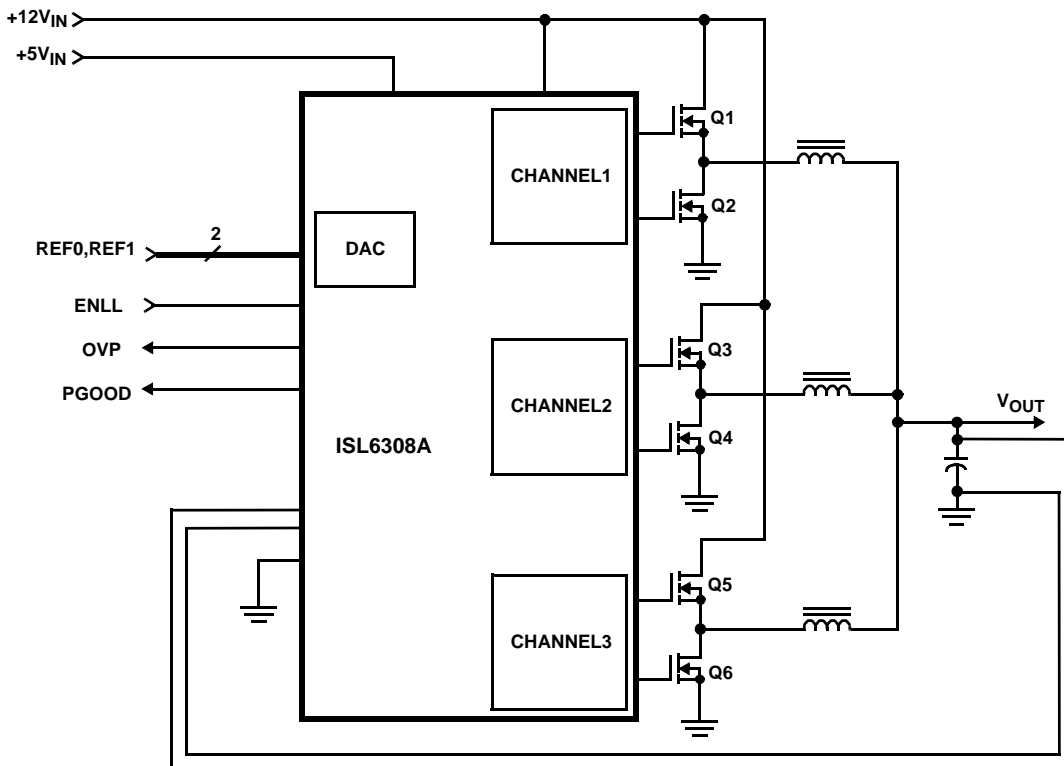 +12VIN
+5VIN
Q1
CHANNEL1
Q2
DAC
2
REF0,REF1
ENLL
OVP
PGOOD
Q3
CHANNEL2
Q4
VOUT
ISL6308A
Q5
CHANNEL3
Q6